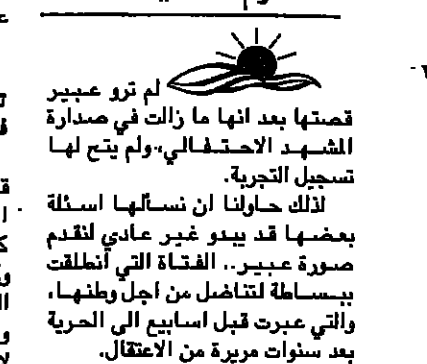 لم ترو عبير
قصتها بعد انها ما زالت في صدارة
المشهد الاحتفالي، ولم يتح لها
تسجيل التجربة.
لذلك حاولنا ان نسألها اسئلة
بعضها قد يبدو غير عادي لنقدم
صورة عبير.. الفتاة التي انطلقت
ببساطة لتناضل من اجل وطنها،
والتي عبرت قبل اسابيع الى الحرية
بعد سنوات مريرة من الاعتقال.